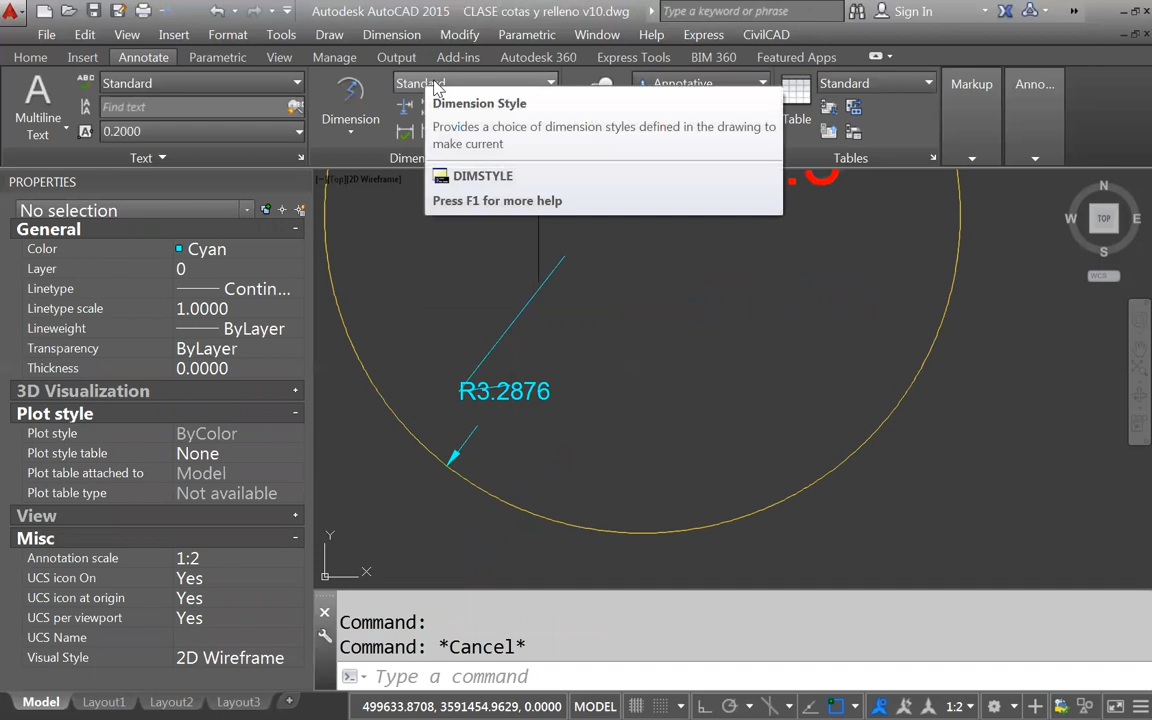 Autodesk AutoCAD 2015 CLASE cotas y relleno v10.dwg Type a keyword or phrase Sign In
File Edit View Insert Format Tools Draw Dimension Modify Parametric Window Help Express CivilCAD
Home Insert Annotate Parametric View Manage Output Add-ins Autodesk 360 Express Tools BIM 360 Featured Apps
Multiline Text
Standard
Find text
0.2000
Text
Dimension
Standard
Annotative
Table
Standard
Tables
Markup
Anno...
Dimension Style
Provides a choice of dimension styles defined in the drawing to
make current
DIMSTYLE
Press F1 for more help
PROPERTIES
No selection
General
Color Cyan
Layer 0
Linetype Contin...
Linetype scale 1.0000
Lineweight ByLayer
Transparency ByLayer
Thickness 0.0000
3D Visualization
Plot style
Plot style ByColor
Plot style table None
Plot table attached to Model
Plot table type Not available
View
Misc
Annotation scale 1:2
UCS icon On Yes
UCS icon at origin Yes
UCS per viewport Yes
UCS Name
Visual Style 2D Wireframe
[-][Top][2D Wireframe]
R3.2876
N
W TOP E
S
WCS
Y
X
Command:
Command: *Cancel*
Type a command
Model Layout1 Layout2 Layout3 + 499633.8708, 3591454.9629, 0.0000 MODEL 1:2